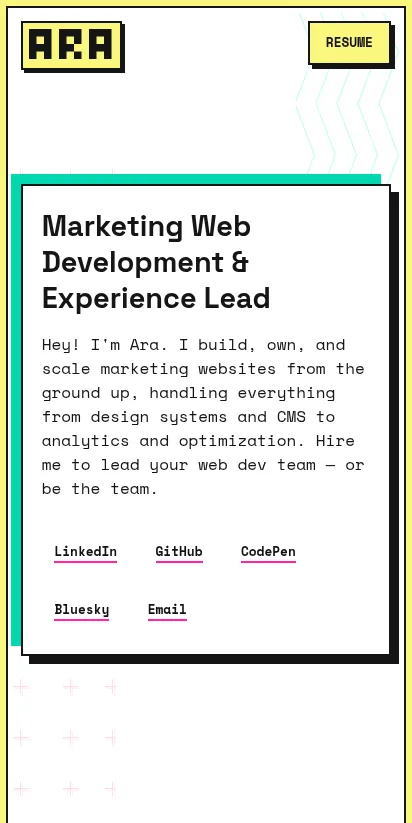 ARA
RESUME
Marketing Web
Development &
Experience Lead
Hey! I'm Ara. I build, own, and
scale marketing websites from the
ground up, handling everything
from design systems and CMS to
analytics and optimization. Hire
me to lead your web dev team — or
be the team.
LinkedIn GitHub CodePen
Bluesky Email